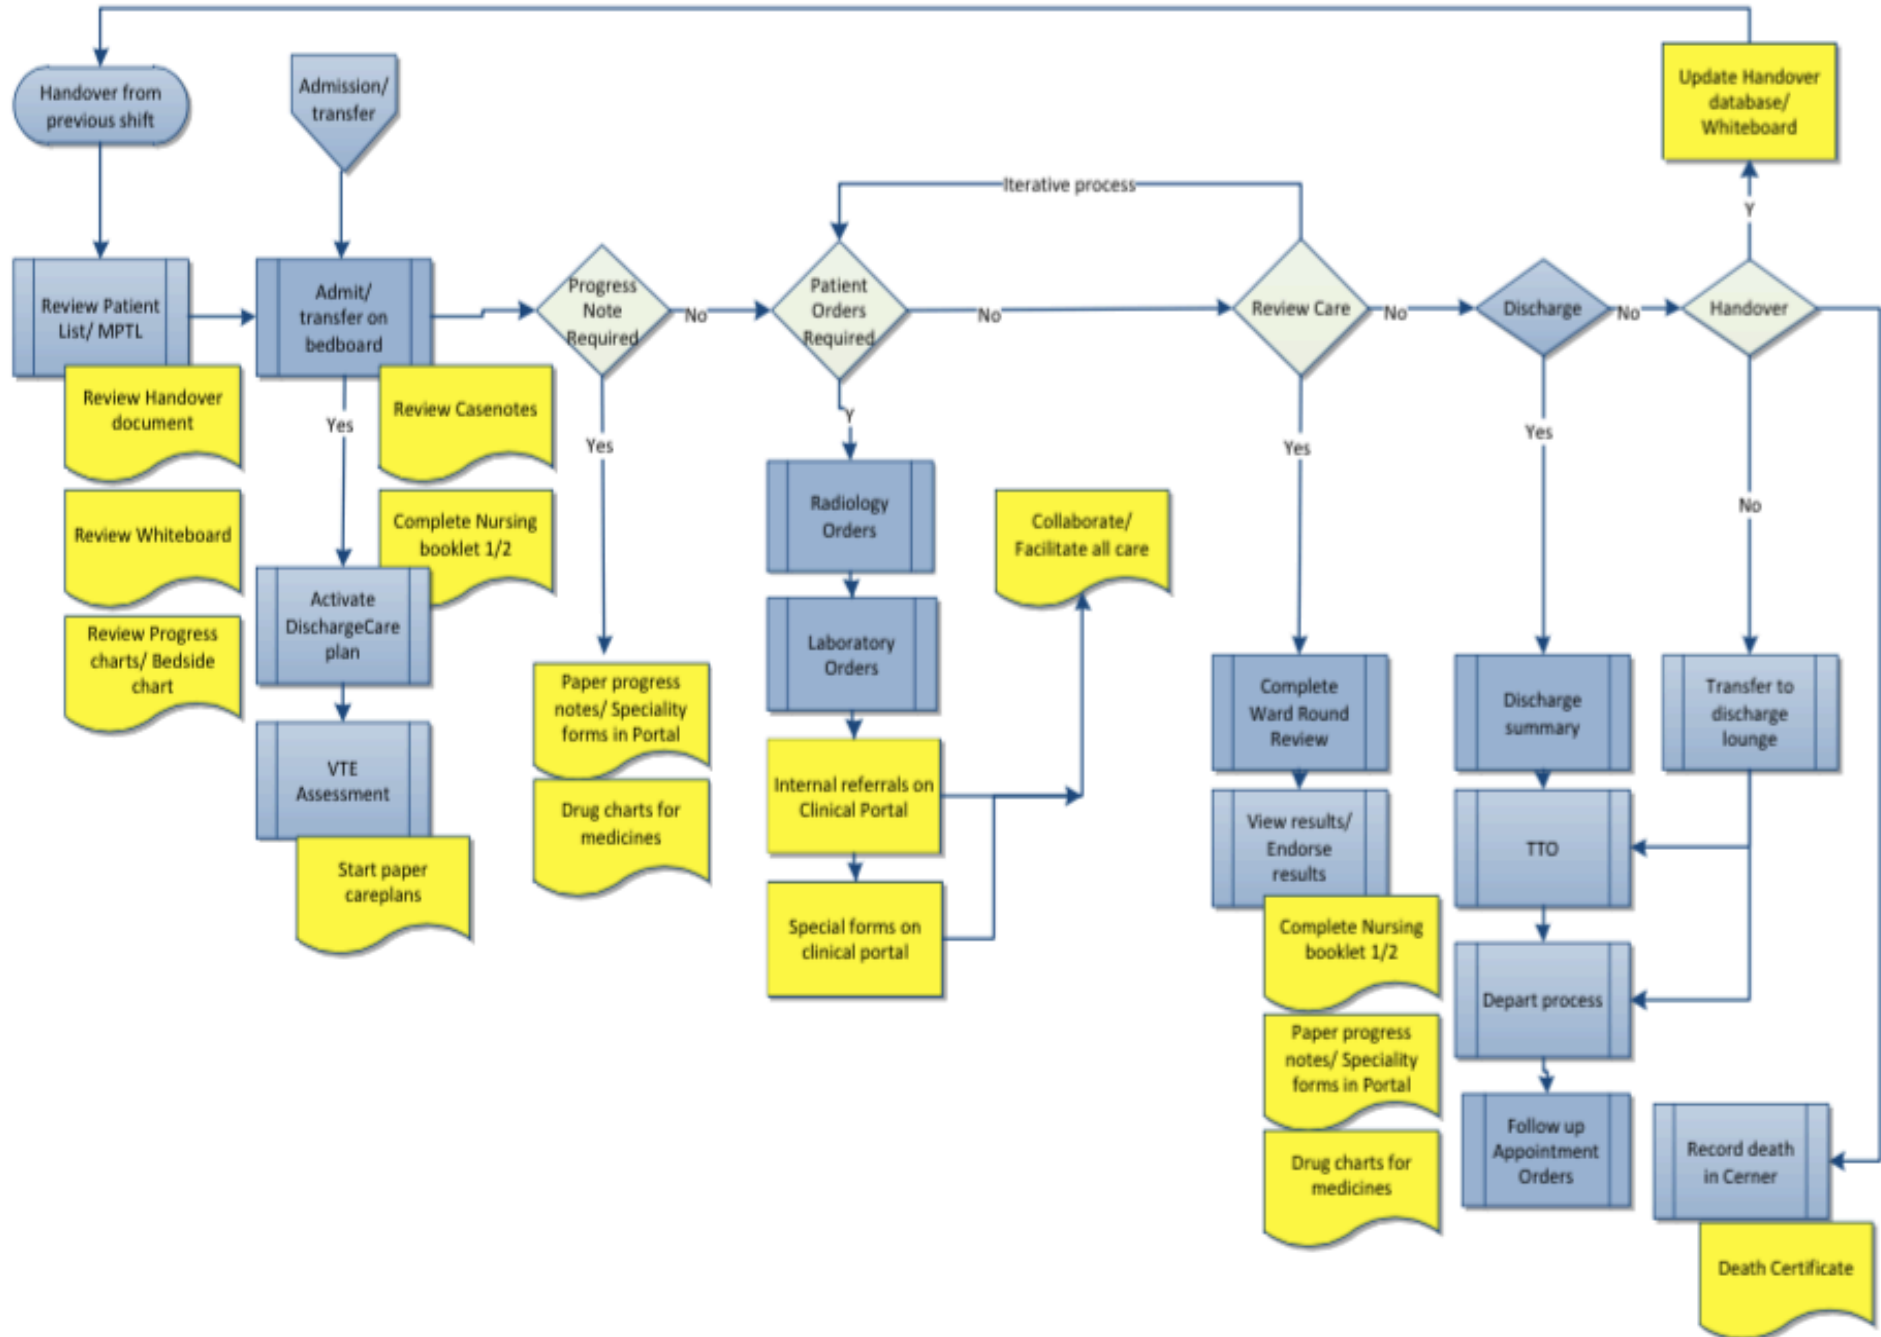 Handover from
previous shift
Admission/
transfer
Update Handover
database/
Whiteboard
Iterative process
Y
Review Patient
List/ MPTL
Admit/
transfer on
bedboard
Progress
Note
Required
No
Patient
Orders
Required
No
Review Care
No
Discharge
No
Handover
Review Handover
document
Yes
Review Casenotes
Yes
Y
Yes
Yes
No
Review Whiteboard
Complete Nursing
booklet 1/2
Radiology
Orders
Collaborate/
Facilitate all care
Review Progress
charts/ Bedside
chart
Activate
DischargeCare
plan
Laboratory
Orders
Paper progress
notes/ Speciality
forms in Portal
Complete
Ward Round
Review
Discharge
summary
Transfer to
discharge
lounge
VTE
Assessment
Internal referrals on
Clinical Portal
Drug charts for
medicines
View results/
Endorse
results
TTO
Start paper
careplans
Special forms on
clinical portal
Complete Nursing
booklet 1/2
Depart process
Paper progress
notes/ Speciality
forms in Portal
Follow up
Appointment
Orders
Drug charts for
medicines
Record death
in Cerner
Death Certificate